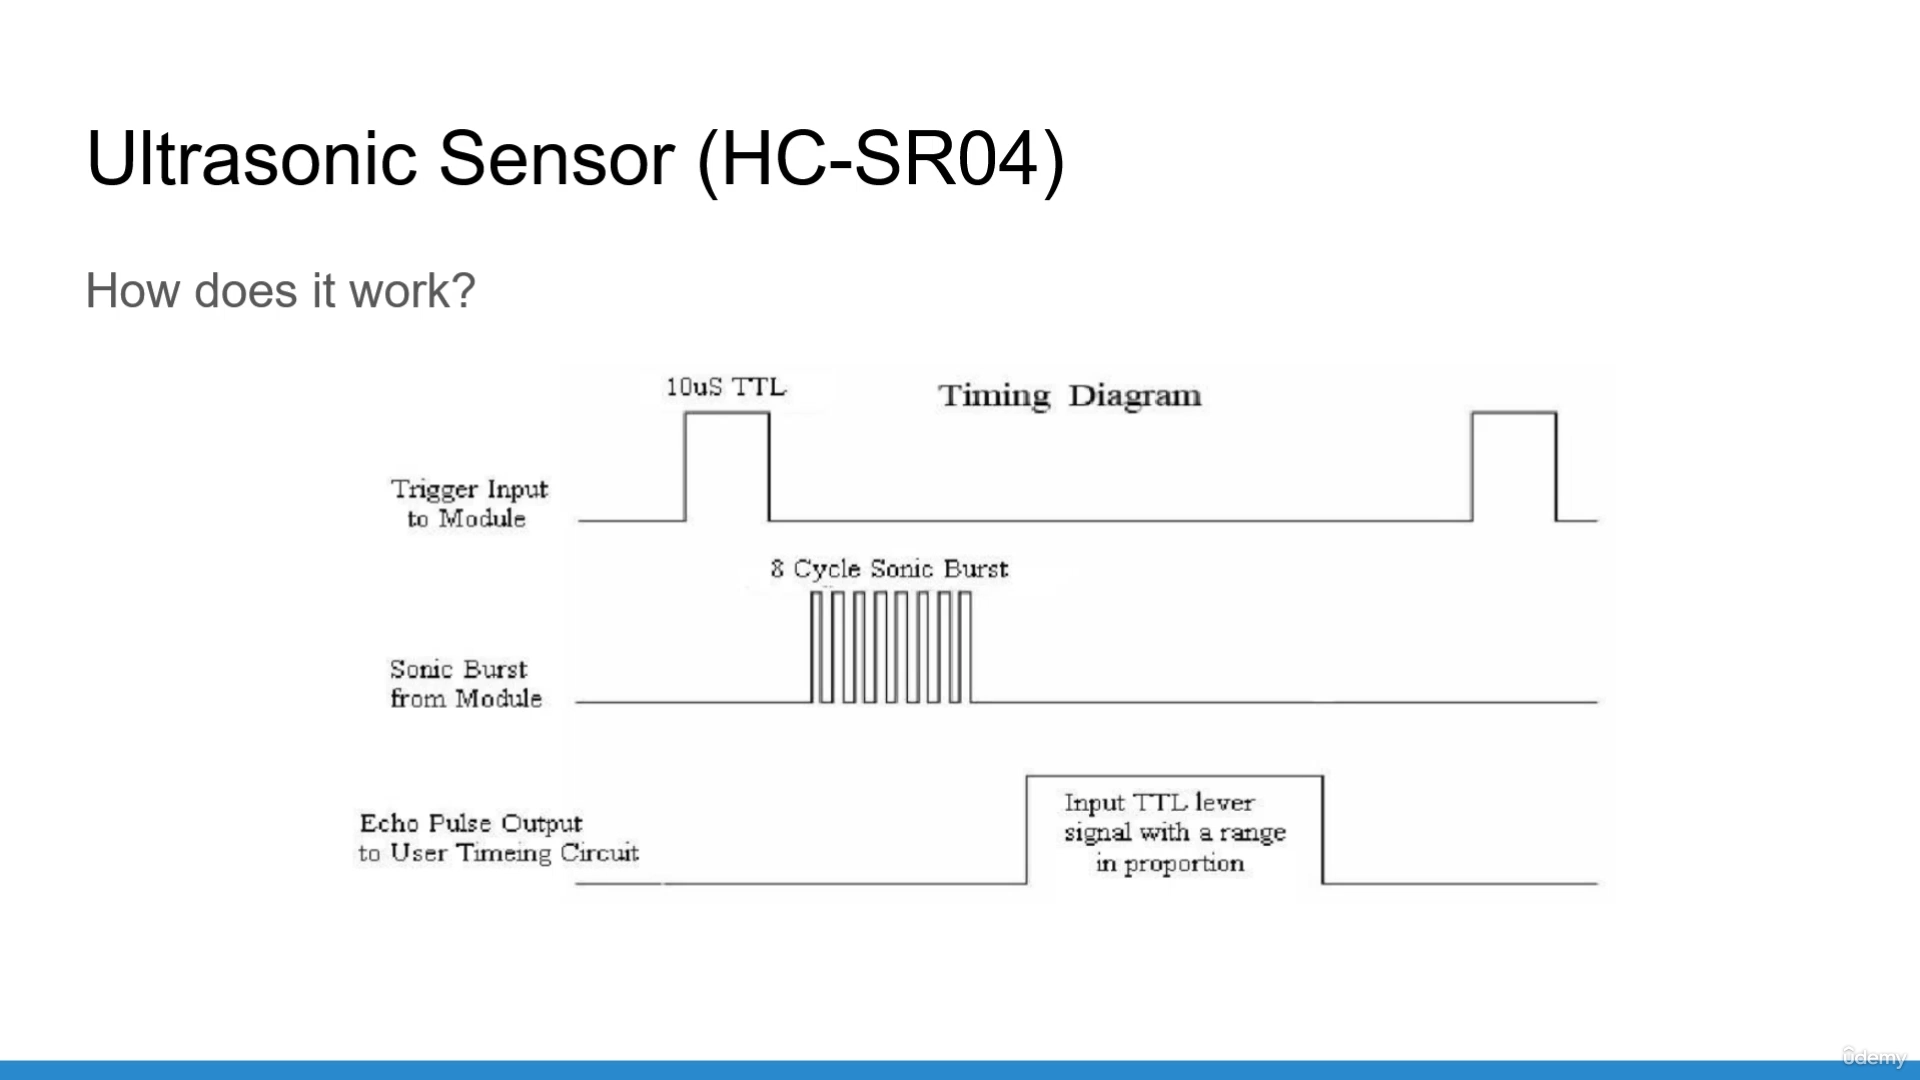 Ultrasonic Sensor (HC-SR04)
How does it work?
10uS TTL
Timing Diagram
Trigger Input
to Module
8 Cycle Sonic Burst
Sonic Burst
from Module
Echo Pulse Output
to User Timeing Circuit
Input TTL lever
signal with a range
in proportion
ûdemy